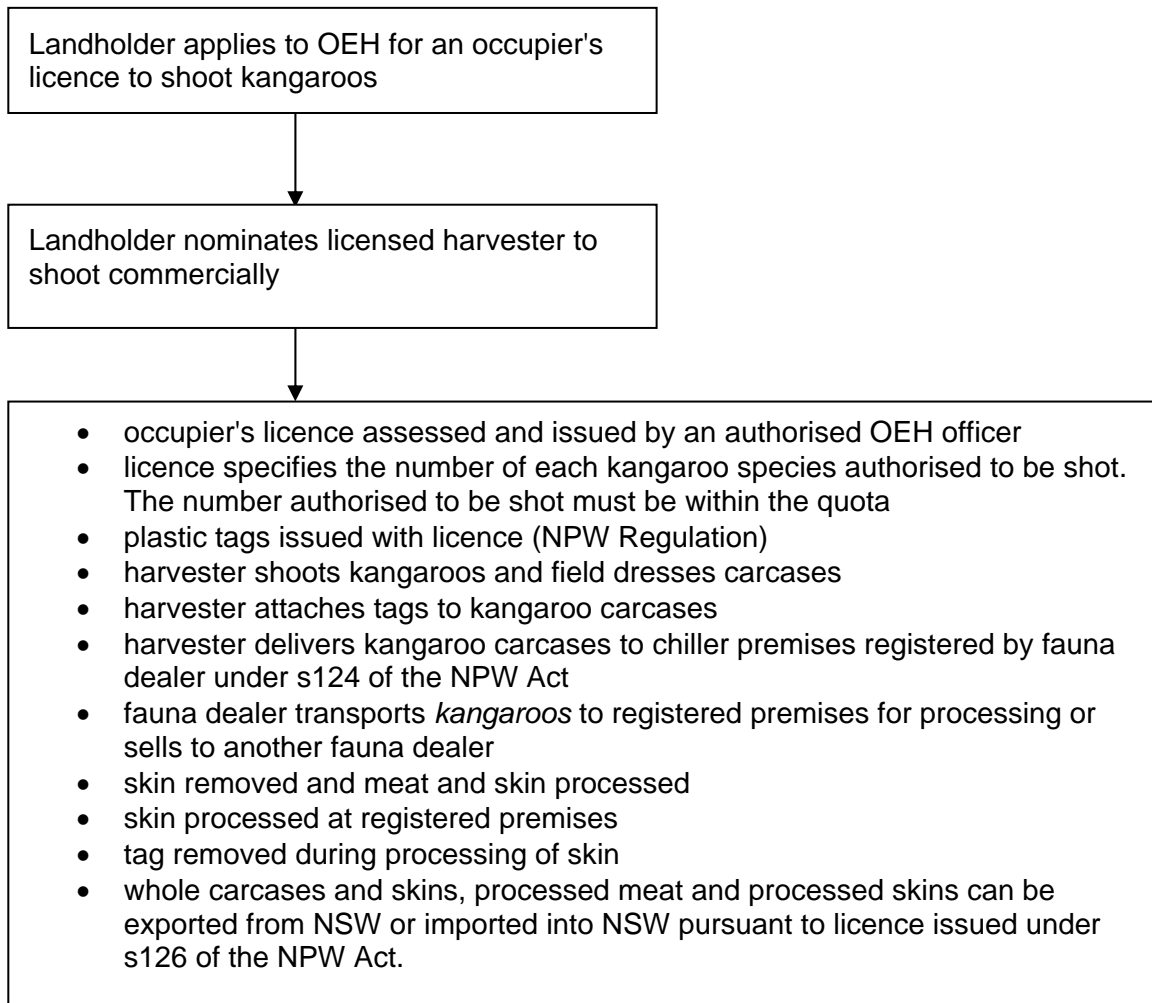 Landholder applies to OEH for an occupier's
licence to shoot kangaroos
Landholder nominates licensed harvester to
shoot commercially
• occupier's licence assessed and issued by an authorised OEH officer
• licence specifies the number of each kangaroo species authorised to be shot.
The number authorised to be shot must be within the quota
• plastic tags issued with licence (NPW Regulation)
• harvester shoots kangaroos and field dresses carcases
• harvester attaches tags to kangaroo carcases
• harvester delivers kangaroo carcases to chiller premises registered by fauna
dealer under s124 of the NPW Act
• fauna dealer transports kangaroos to registered premises for processing or
sells to another fauna dealer
• skin removed and meat and skin processed
• skin processed at registered premises
• tag removed during processing of skin
• whole carcases and skins, processed meat and processed skins can be
exported from NSW or imported into NSW pursuant to licence issued under
s126 of the NPW Act.